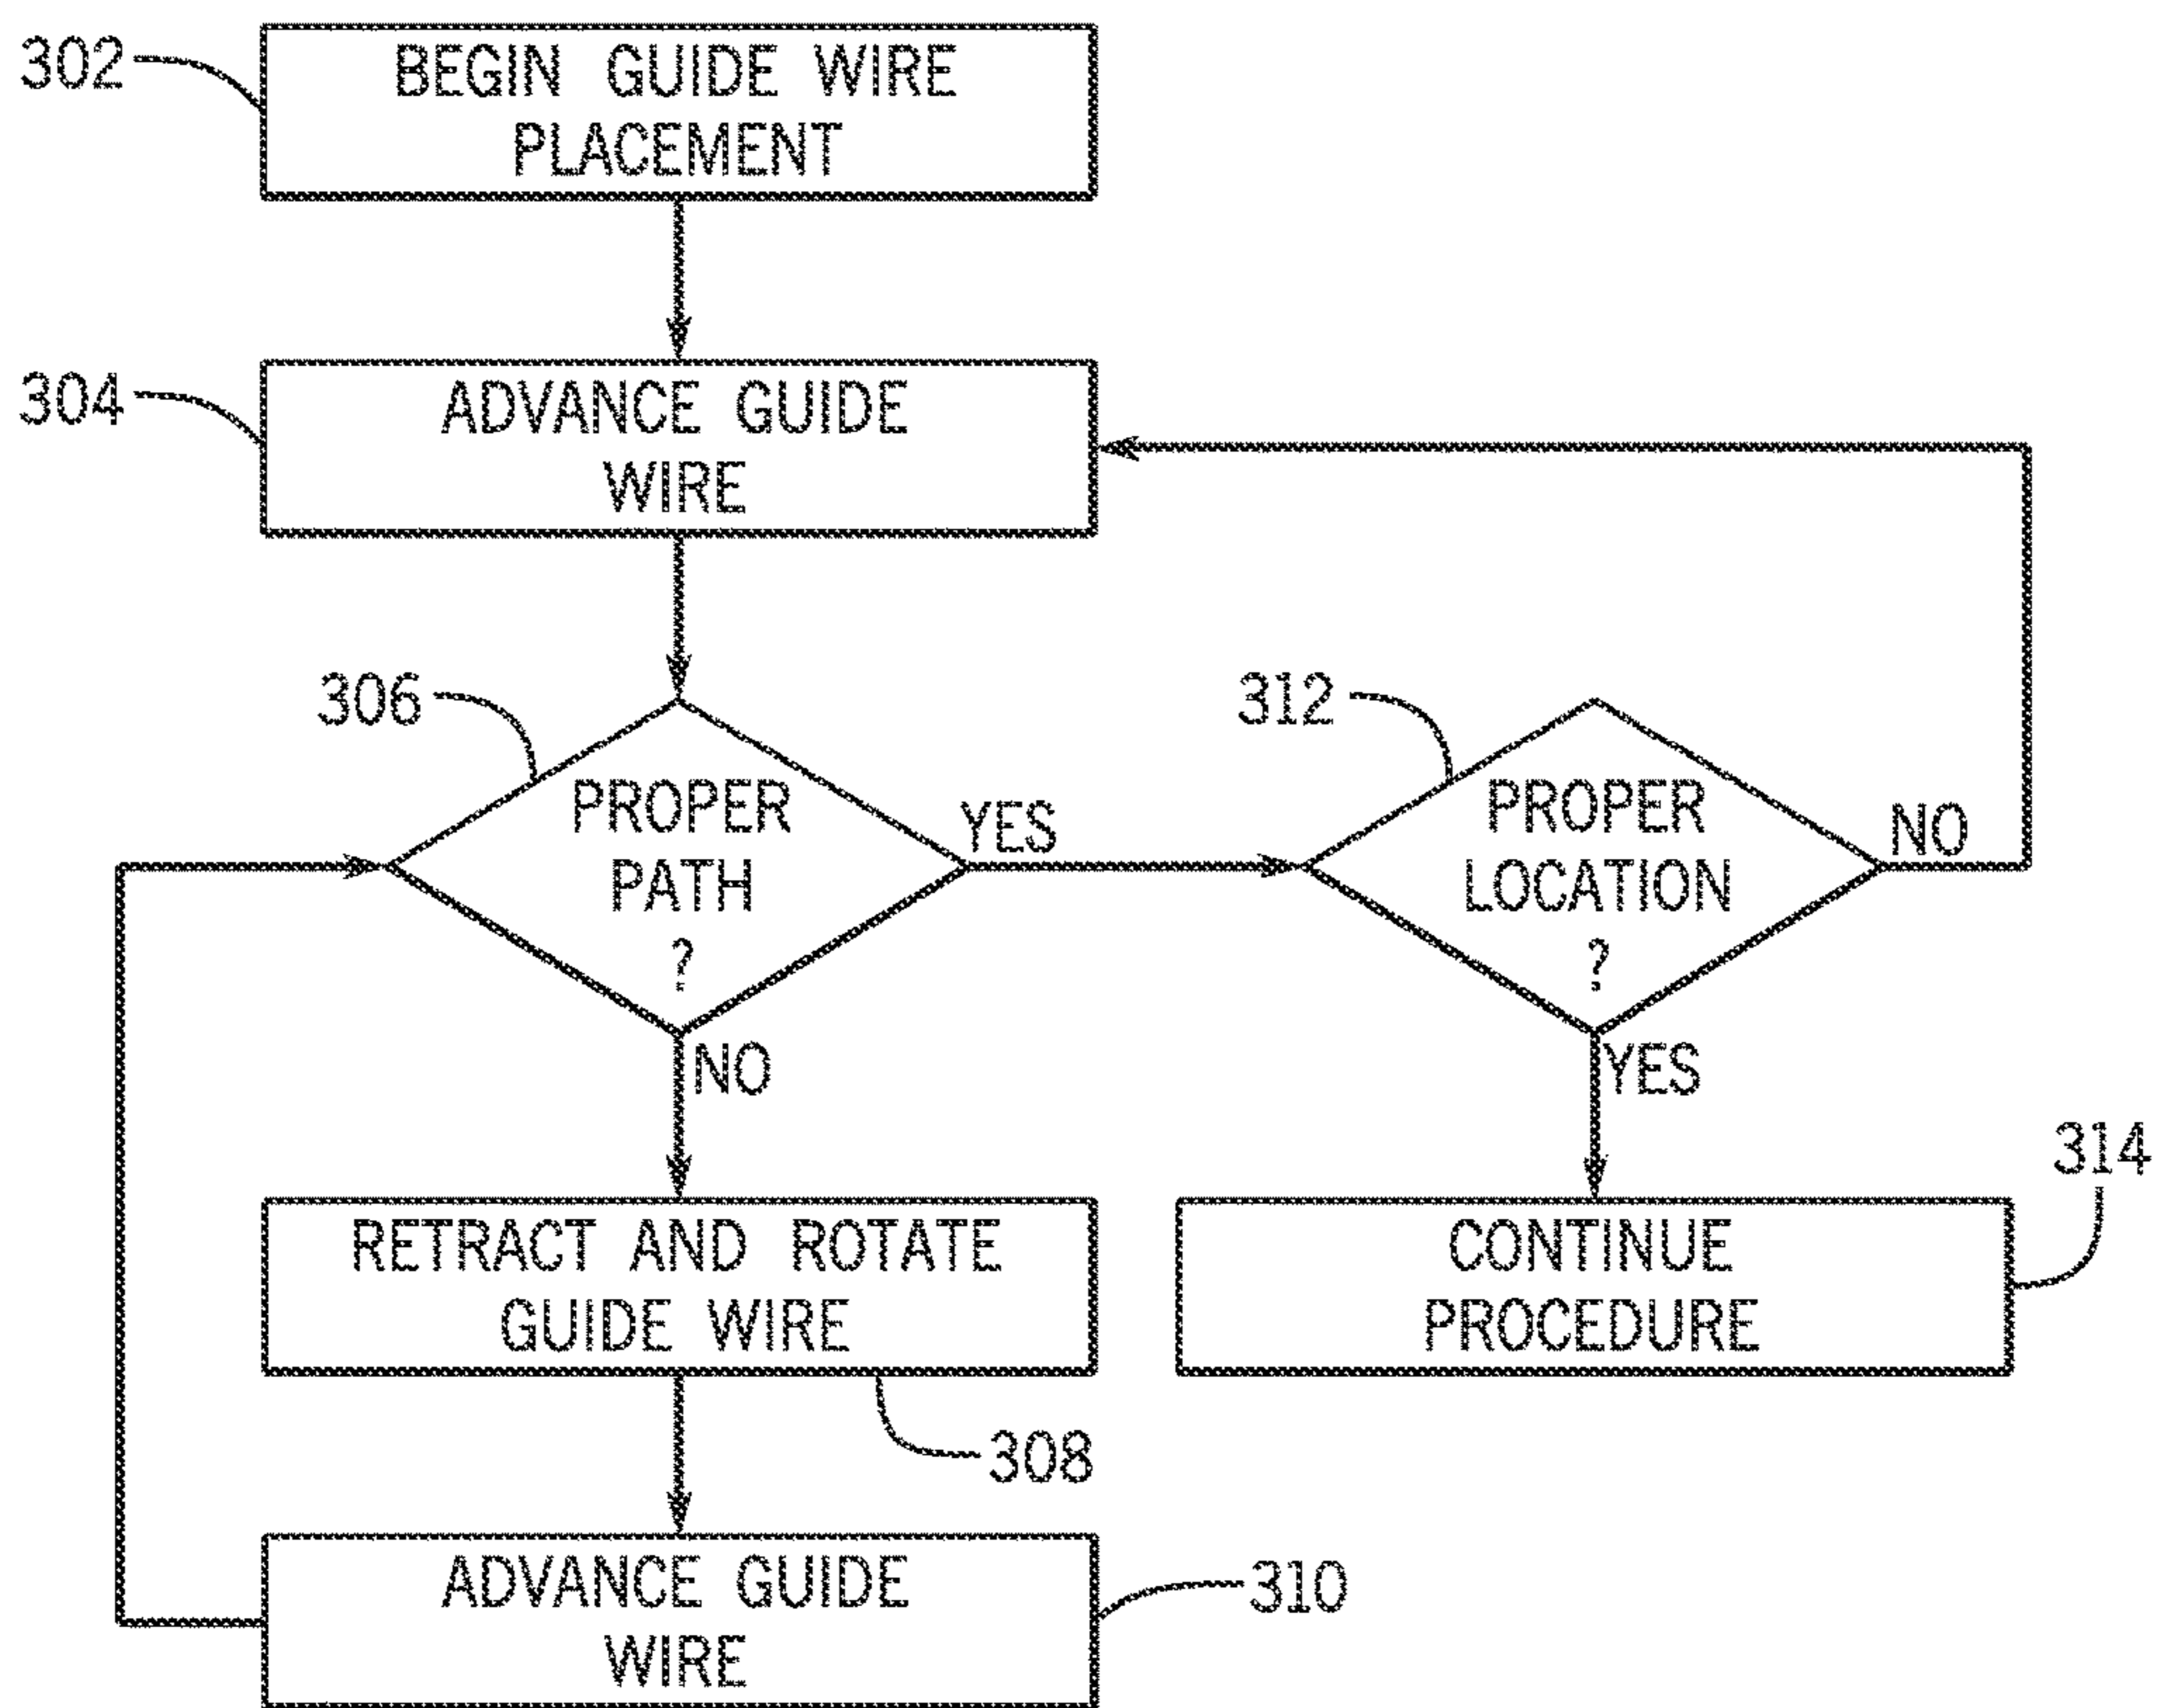 302
BEGIN GUIDE WIRE
PLACEMENT
304
ADVANCE GUIDE
WIRE
306
PROPER
PATH
?
YES
NO
312
PROPER
LOCATION
?
NO
YES
RETRACT AND ROTATE
GUIDE WIRE
308
CONTINUE
PROCEDURE
314
ADVANCE GUIDE
WIRE
310